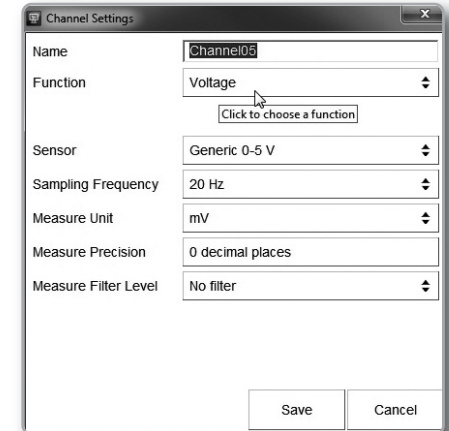 Channel Settings
x
Name Channel05
Function Voltage
Click to choose a function
Sensor Generic 0-5 V
Sampling Frequency 20 Hz
Measure Unit mV
Measure Precision 0 decimal places
Measure Filter Level No filter
Save Cancel